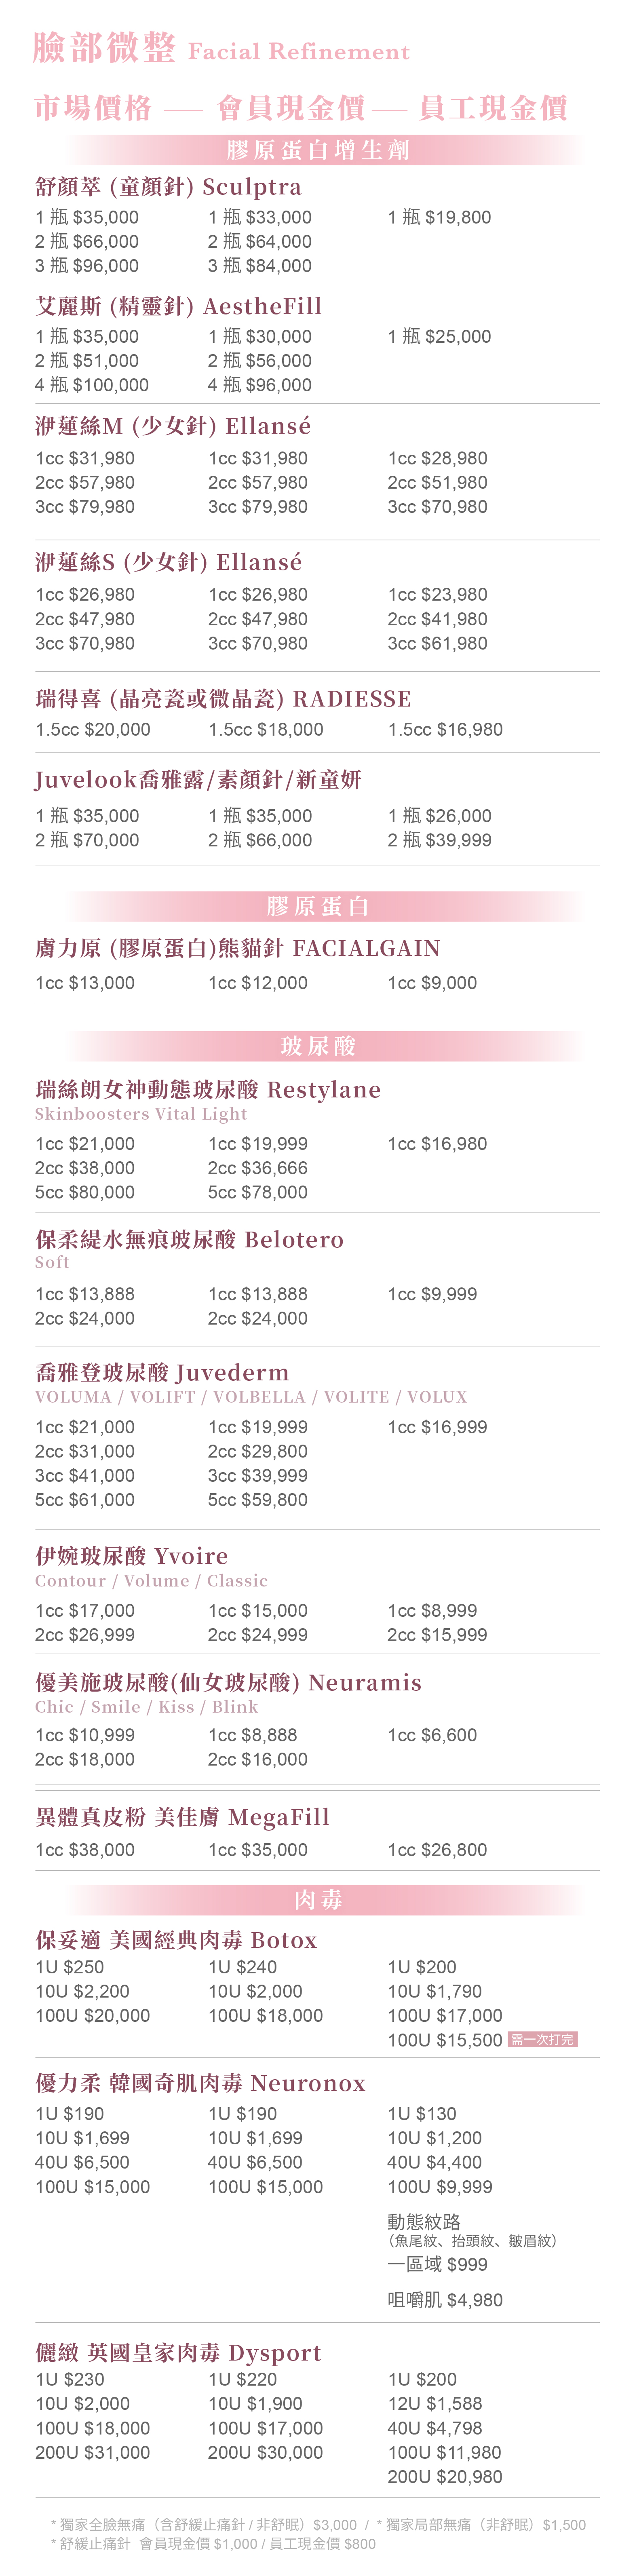 臉部微整 Facial Refinement
市場價格 — 會員現金價 — 員工現金價
膠原蛋白增生劑
舒顏萃 (童顏針) Sculptra
1 瓶 $35,000 1 瓶 $33,000 1 瓶 $19,800
2 瓶 $66,000 2 瓶 $64,000
3 瓶 $96,000 3 瓶 $84,000
艾麗斯 (精靈針) AestheFill
1 瓶 $35,000 1 瓶 $30,000 1 瓶 $25,000
2 瓶 $51,000 2 瓶 $56,000
4 瓶 $100,000 4 瓶 $96,000
洢蓮絲M (少女針) Ellansé
1cc $31,980 1cc $31,980 1cc $28,980
2cc $57,980 2cc $57,980 2cc $51,980
3cc $79,980 3cc $79,980 3cc $70,980
洢蓮絲S (少女針) Ellansé
1cc $26,980 1cc $26,980 1cc $23,980
2cc $47,980 2cc $47,980 2cc $41,980
3cc $70,980 3cc $70,980 3cc $61,980
瑞得喜 (晶亮瓷或微晶瓷) RADIESSE
1.5cc $20,000 1.5cc $18,000 1.5cc $16,980
Juvelook喬雅露/素顏針/新童妍
1 瓶 $35,000 1 瓶 $35,000 1 瓶 $26,000
2 瓶 $70,000 2 瓶 $66,000 2 瓶 $39,999
膠原蛋白
膚力原 (膠原蛋白)熊貓針 FACIALGAIN
1cc $13,000 1cc $12,000 1cc $9,000
玻尿酸
瑞絲朗女神動態玻尿酸 Restylane
Skinboosters Vital Light
1cc $21,000 1cc $19,999 1cc $16,980
2cc $38,000 2cc $36,666
5cc $80,000 5cc $78,000
保柔緹水無痕玻尿酸 Belotero
Soft
1cc $13,888 1cc $13,888 1cc $9,999
2cc $24,000 2cc $24,000
喬雅登玻尿酸 Juvederm
VOLUMA / VOLIFT / VOLBELLA / VOLITE / VOLUX
1cc $21,000 1cc $19,999 1cc $16,999
2cc $31,000 2cc $29,800
3cc $41,000 3cc $39,999
5cc $61,000 5cc $59,800
伊婉玻尿酸 Yvoire
Contour / Volume / Classic
1cc $17,000 1cc $15,000 1cc $8,999
2cc $26,999 2cc $24,999 2cc $15,999
優美施玻尿酸(仙女玻尿酸) Neuramis
Chic / Smile / Kiss / Blink
1cc $10,999 1cc $8,888 1cc $6,600
2cc $18,000 2cc $16,000
異體真皮粉 美佳膚 MegaFill
1cc $38,000 1cc $35,000 1cc $26,800
肉毒
保妥適 美國經典肉毒 Botox
1U $250 1U $240 1U $200
10U $2,200 10U $2,000 10U $1,790
100U $20,000 100U $18,000 100U $17,000
100U $15,500 需一次打完
優力柔 韓國奇肌肉毒 Neuronox
1U $190 1U $190 1U $130
10U $1,699 10U $1,699 10U $1,200
40U $6,500 40U $6,500 40U $4,400
100U $15,000 100U $15,000 100U $9,999
動態紋路
（魚尾紋、抬頭紋、皺眉紋）
一區域 $999
咀嚼肌 $4,980
儷緻 英國皇家肉毒 Dysport
1U $230 1U $220 1U $200
10U $2,000 10U $1,900 12U $1,588
100U $18,000 100U $17,000 40U $4,798
200U $31,000 200U $30,000 100U $11,980
200U $20,980
* 獨家全臉無痛（含舒緩止痛針 / 非舒眠）$3,000 / * 獨家局部無痛（非舒眠）$1,500
* 舒緩止痛針 會員現金價 $1,000 / 員工現金價 $800